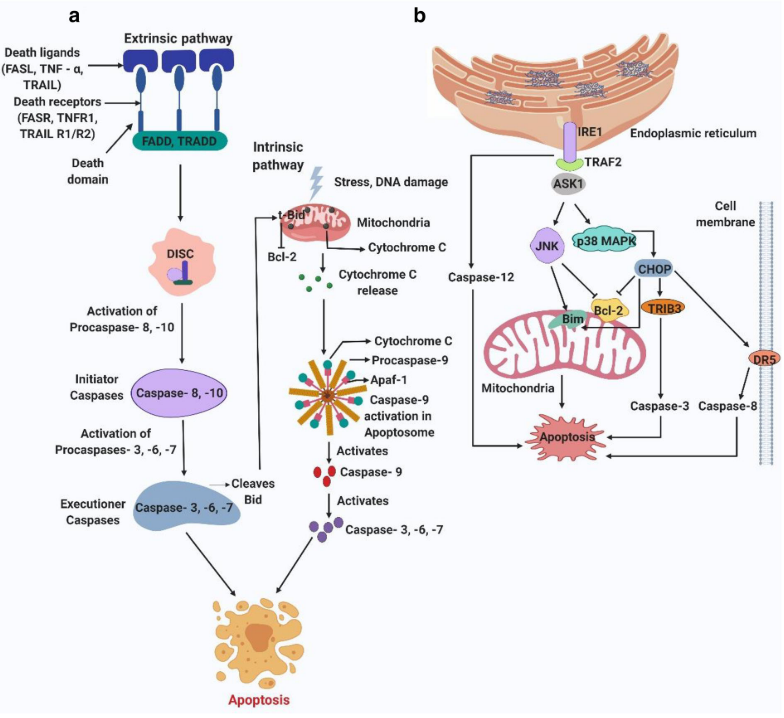 a
Extrinsic pathway
Death ligands
(FASL, TNF - α,
TRAIL)
Death receptors
(FASR, TNFR1,
TRAIL R1/R2)
Death
domain
FADD, TRADD
DISC
Activation of
Procaspase- 8, -10
Initiator
Caspases
Caspase- 8, -10
Activation of
Procaspases- 3, -6, -7
Executioner
Caspases
Caspase- 3, -6, -7
Cleaves
Bid
Intrinsic
pathway
Stress, DNA damage
t-Bid
Mitochondria
Bcl-2
Cytochrome C
Cytochrome C
release
Cytochrome C
Procaspase-9
Apaf-1
Caspase-9
activation in
Apoptosome
Activates
Caspase- 9
Activates
Caspase- 3, -6, -7
Apoptosis
b
IRE1
Endoplasmic reticulum
TRAF2
ASK1
Cell
membrane
JNK
p38 MAPK
CHOP
Caspase-12
Bim
Bcl-2
TRIB3
DR5
Mitochondria
Caspase-3
Caspase-8
Apoptosis